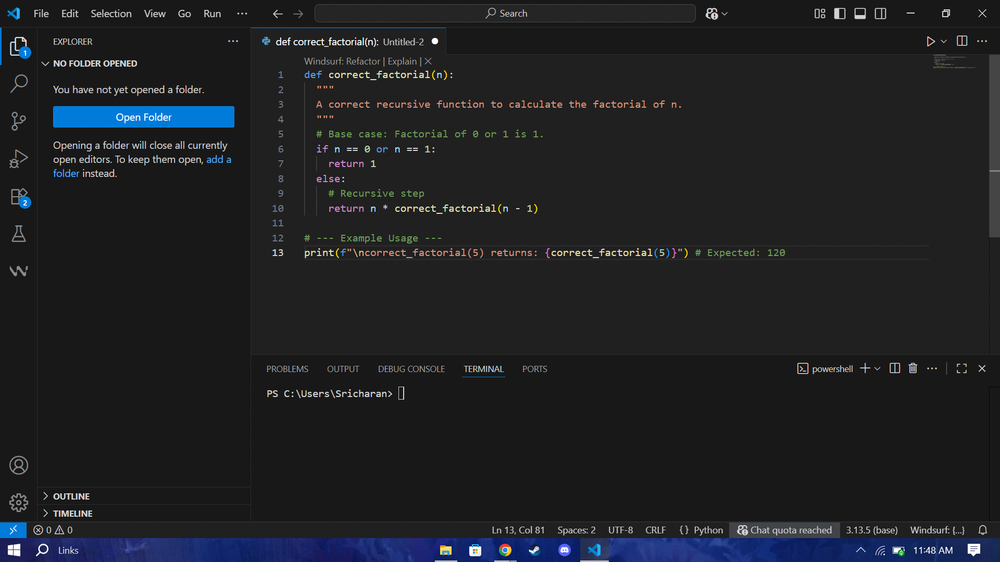 File Edit Selection View Go Run ··· Search
EXPLORER ···
NO FOLDER OPENED
You have not yet opened a folder.
Open Folder
Opening a folder will close all currently
open editors. To keep them open, add a
folder instead.
1
2
OUTLINE
TIMELINE
def correct_factorial(n): Untitled-2
Windsurf: Refactor | Explain |
1 def correct_factorial(n):
2 """
3 A correct recursive function to calculate the factorial of n.
4 """
5 # Base case: Factorial of 0 or 1 is 1.
6 if n == 0 or n == 1:
7 return 1
8 else:
9 # Recursive step
10 return n * correct_factorial(n - 1)
11
12 # --- Example Usage ---
13 print(f"\ncorrect_factorial(5) returns: {correct_factorial(5)}") # Expected: 120
PROBLEMS OUTPUT DEBUG CONSOLE TERMINAL PORTS powershell
PS C:\Users\Sricharan>
0 0 Ln 13, Col 81 Spaces: 2 UTF-8 CRLF {} Python Chat quota reached 3.13.5 (base) Windsurf: {...}
Links 11:48 AM